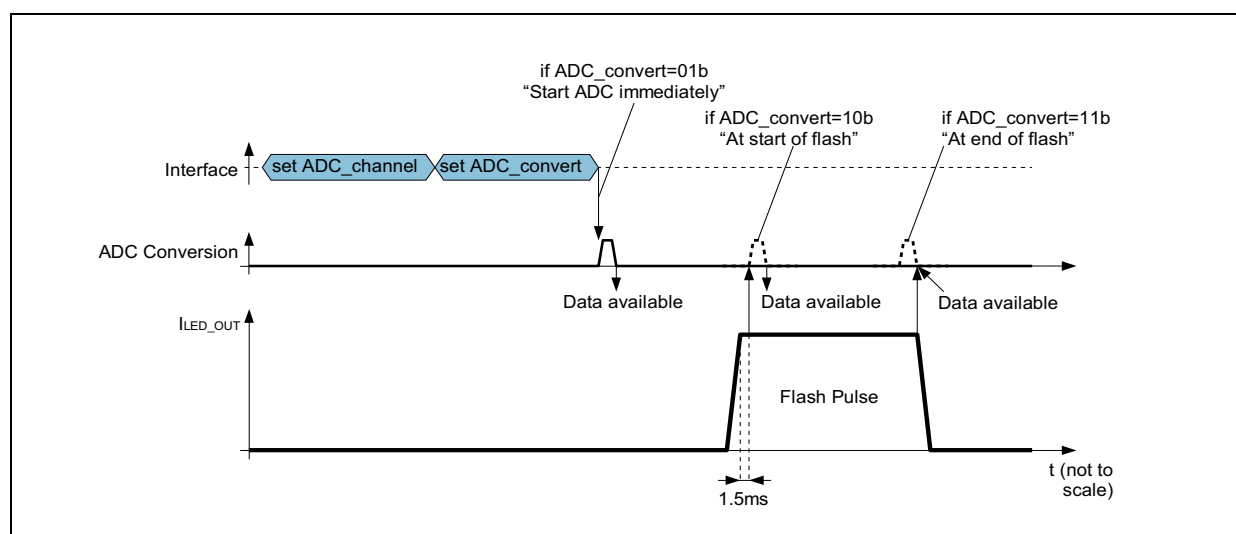 if ADC_convert=01b
“Start ADC immediately”
if ADC_convert=10b
“At start of flash”
if ADC_convert=11b
“At end of flash”
Interface
set ADC_channel
set ADC_convert
ADC Conversion
Data available
Data available
Data available
ILED_OUT
Flash Pulse
t (not to
scale)
1.5ms